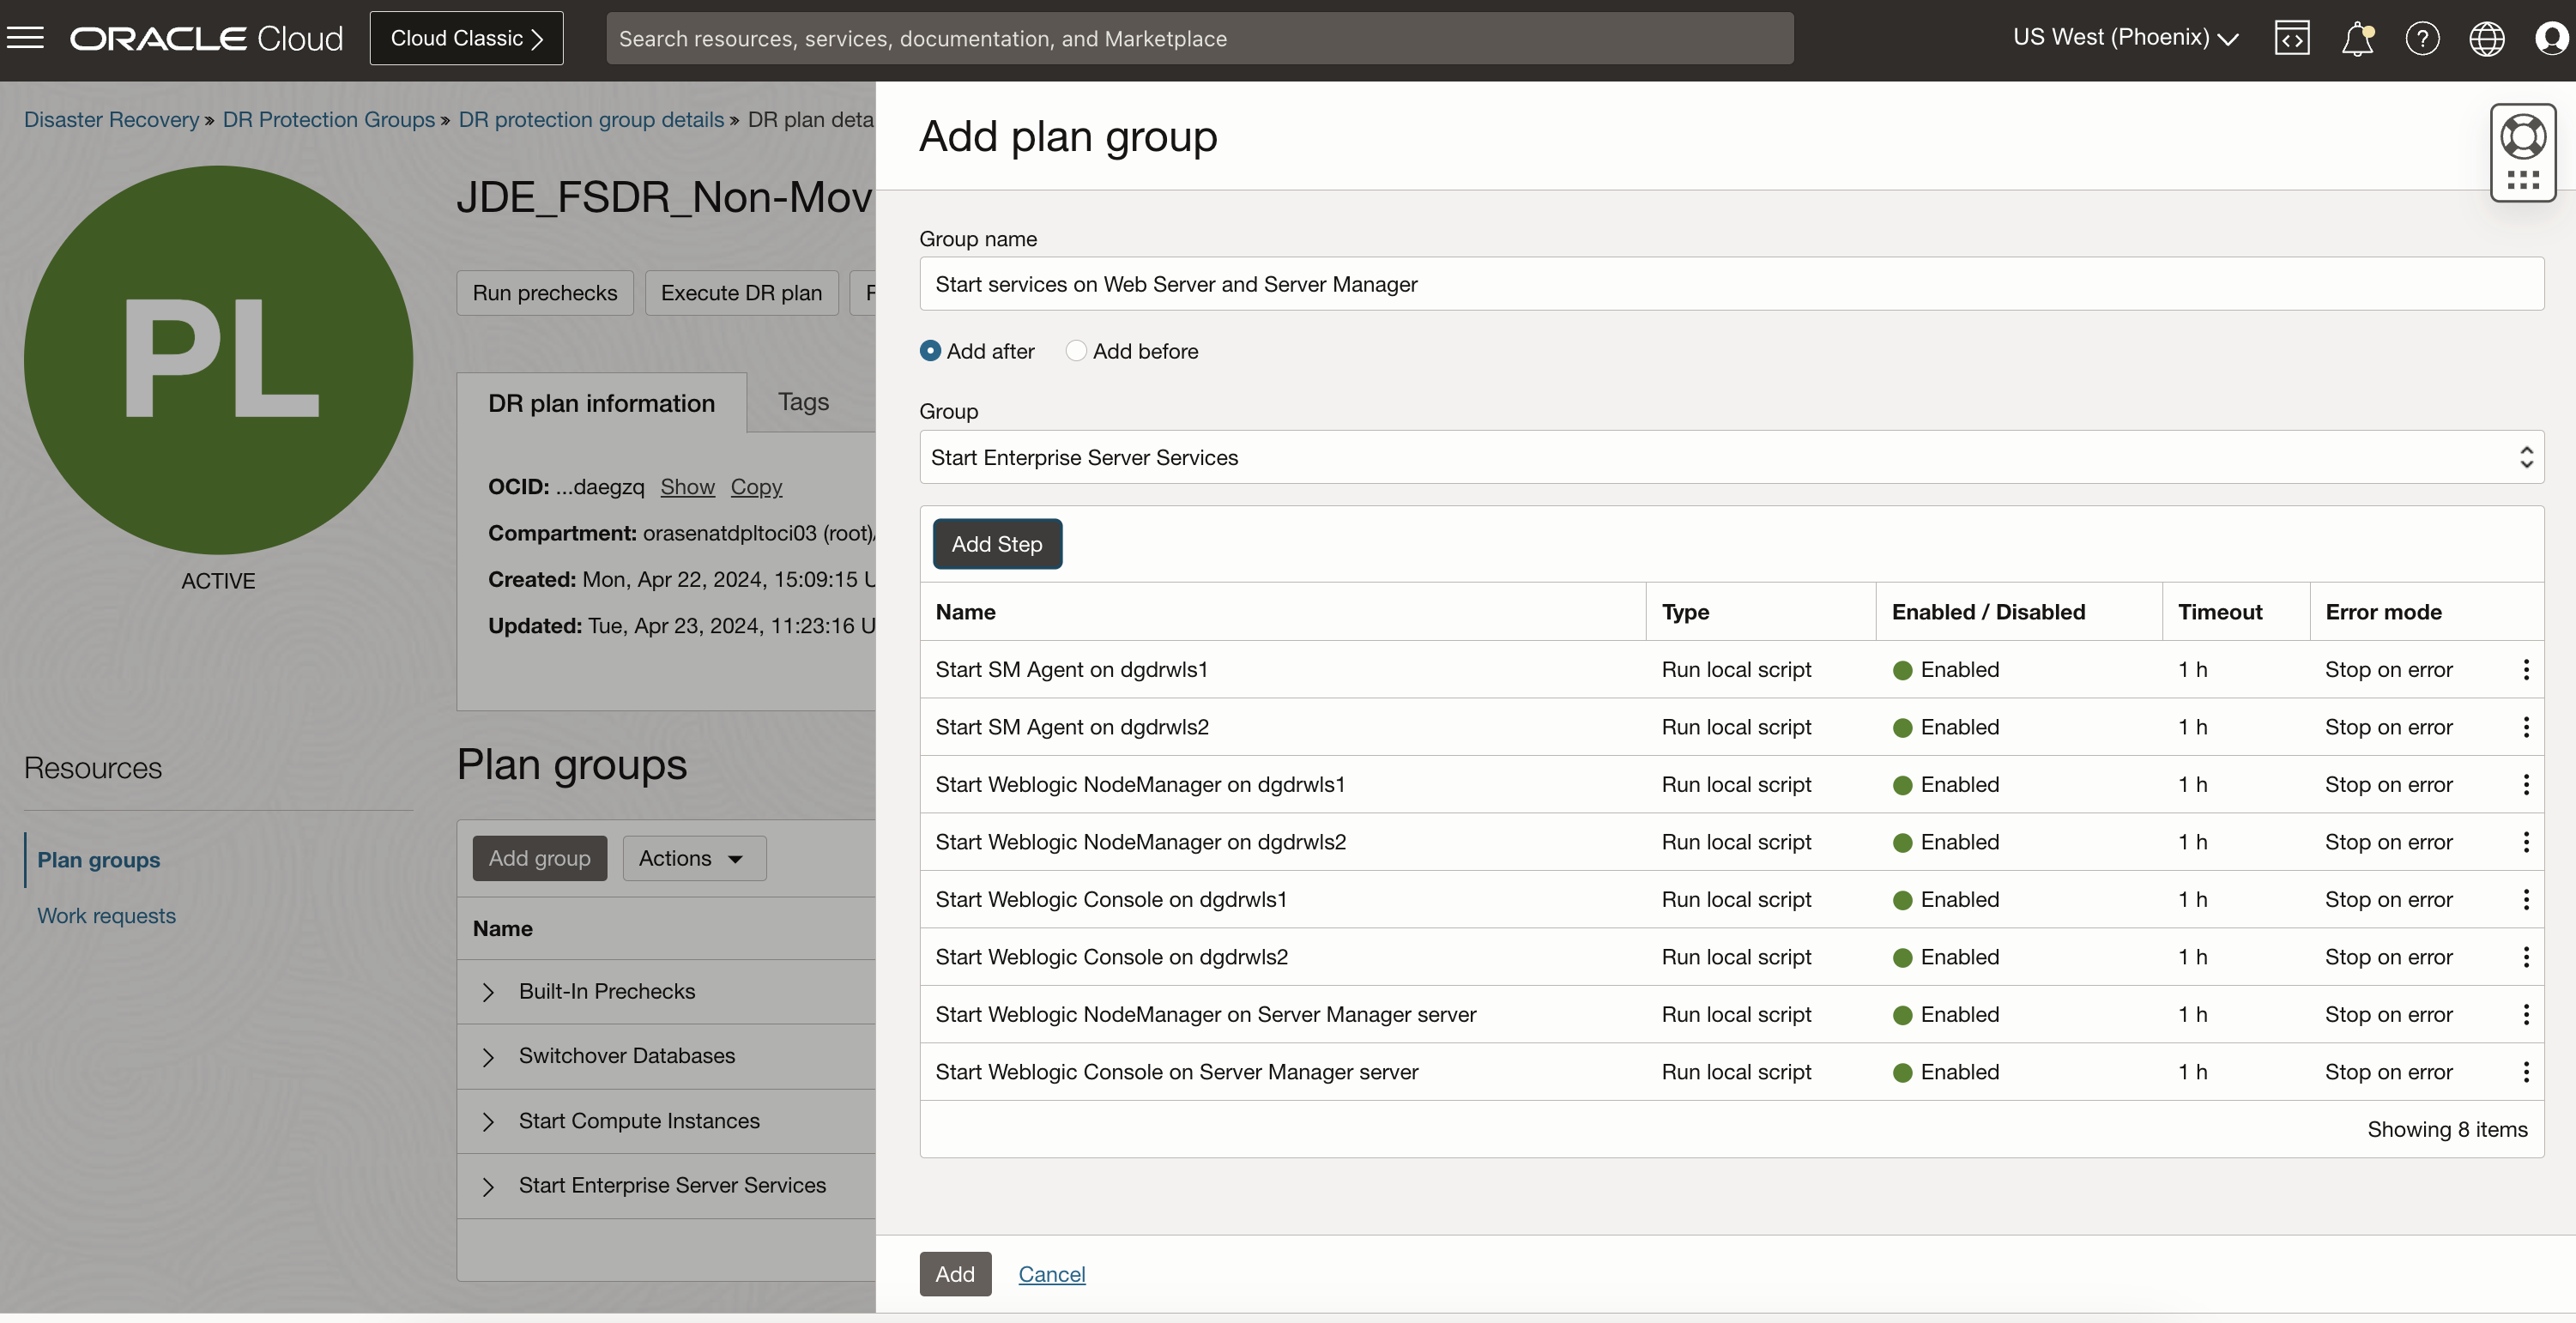 ORACLE Cloud
Cloud Classic
Search resources, services, documentation, and Marketplace
US West (Phoenix)
Disaster Recovery » DR Protection Groups » DR protection group details » DR plan deta
PL
ACTIVE
JDE_FSDR_Non-Mov
Run prechecks
Execute DR plan
DR plan information
Tags
OCID: ...daegzq Show Copy
Compartment: orasenatdpltoci03 (root)/
Created: Mon, Apr 22, 2024, 15:09:15 U
Updated: Tue, Apr 23, 2024, 11:23:16 U
Resources
Plan groups
Work requests
Plan groups
Add group
Actions
Name
Built-In Prechecks
Switchover Databases
Start Compute Instances
Start Enterprise Server Services
Add plan group
Group name
Start services on Web Server and Server Manager
Add after
Add before
Group
Start Enterprise Server Services
Add Step
Name Type Enabled / Disabled Timeout Error mode
Start SM Agent on dgdrwls1 Run local script Enabled 1 h Stop on error
Start SM Agent on dgdrwls2 Run local script Enabled 1 h Stop on error
Start Weblogic NodeManager on dgdrwls1 Run local script Enabled 1 h Stop on error
Start Weblogic NodeManager on dgdrwls2 Run local script Enabled 1 h Stop on error
Start Weblogic Console on dgdrwls1 Run local script Enabled 1 h Stop on error
Start Weblogic Console on dgdrwls2 Run local script Enabled 1 h Stop on error
Start Weblogic NodeManager on Server Manager server Run local script Enabled 1 h Stop on error
Start Weblogic Console on Server Manager server Run local script Enabled 1 h Stop on error
Showing 8 items
Add
Cancel